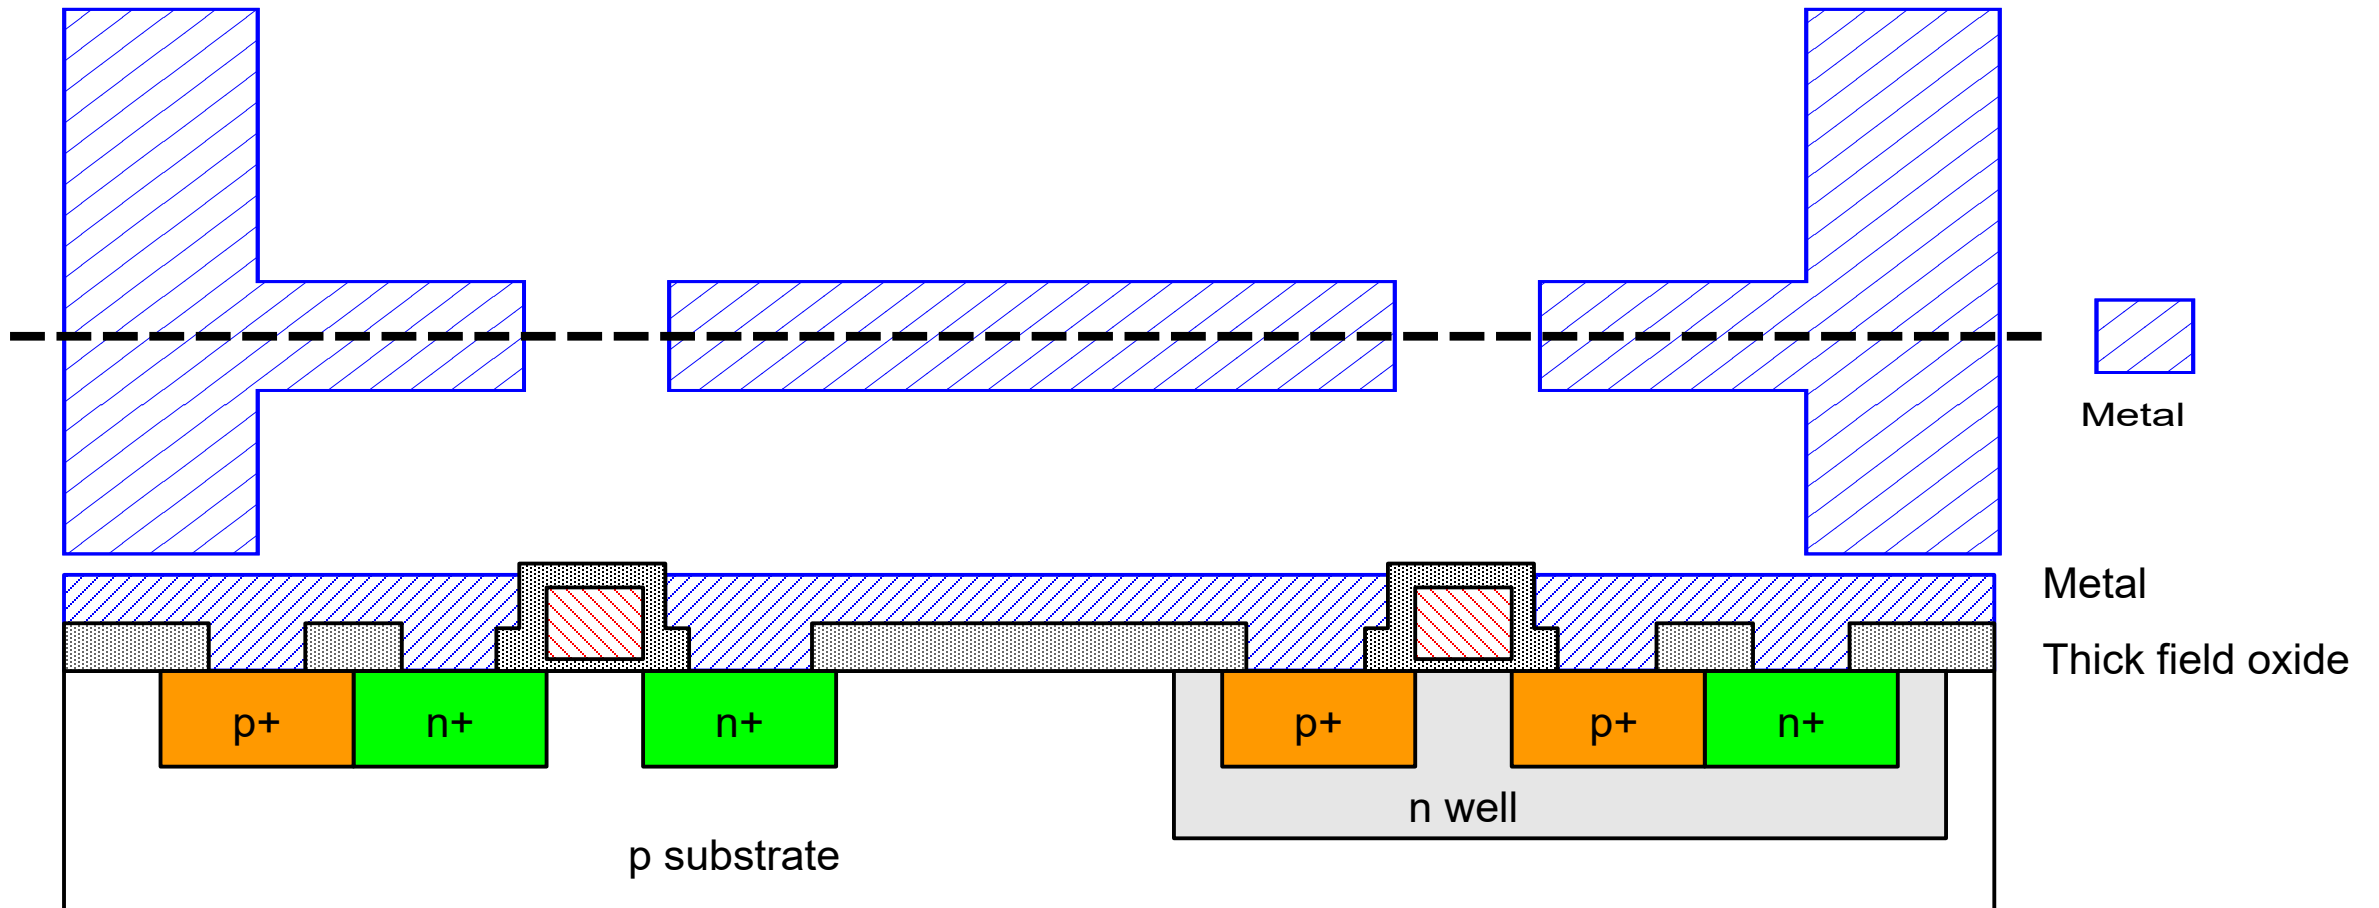 Metal
Metal
Thick field oxide
p+
n+
n+
p+
p+
n+
n well
p substrate